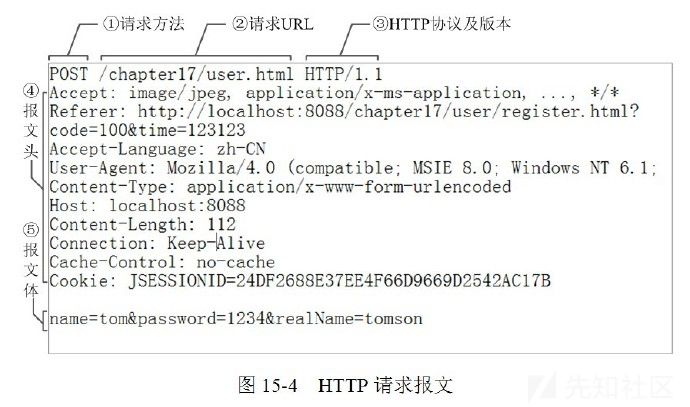 ①请求方法 ②请求URL ③HTTP协议及版本
POST /chapter17/user.html HTTP/1.1
④报文头
Accept: image/jpeg, application/x-ms-application, ..., */*
Referer: http://localhost:8088/chapter17/user/register.html?
code=100&time=123123
Accept-Language: zh-CN
User-Agent: Mozilla/4.0 (compatible; MSIE 8.0; Windows NT 6.1;
Content-Type: application/x-www-form-urlencoded
Host: localhost:8088
Content-Length: 112
Connection: Keep-Alive
Cache-Control: no-cache
Cookie: JSESSIONID=24DF2688E37EE4F66D9669D2542AC17B
⑤报文体
name=tom&password=1234&realName=tomson
图 15-4 HTTP 请求报文
先知社区